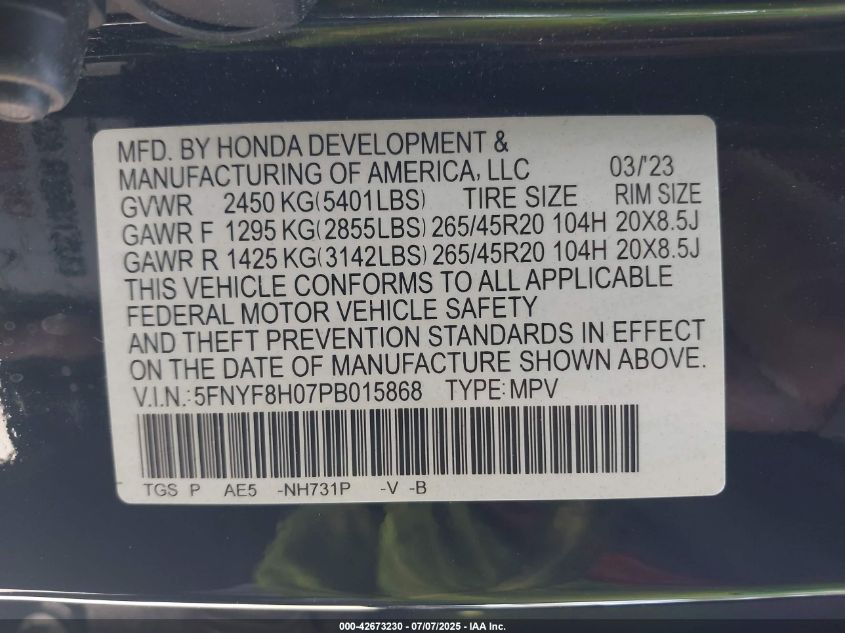 MFD. BY HONDA DEVELOPMENT &
MANUFACTURING OF AMERICA, LLC 03/'23
GVWR 2450 KG(5401LBS) TIRE SIZE RIM SIZE
GAWR F 1295 KG(2855LBS) 265/45R20 104H 20X8.5J
GAWR R 1425 KG(3142LBS) 265/45R20 104H 20X8.5J
THIS VEHICLE CONFORMS TO ALL APPLICABLE
FEDERAL MOTOR VEHICLE SAFETY
AND THEFT PREVENTION STANDARDS IN EFFECT
ON THE DATE OF MANUFACTURE SHOWN ABOVE.
V.I.N.:5FNYF8H07PB015868 TYPE:MPV
TGS P AE5 -NH731P -V -B
000-42673230 - 07/07/2025 - IAA Inc.